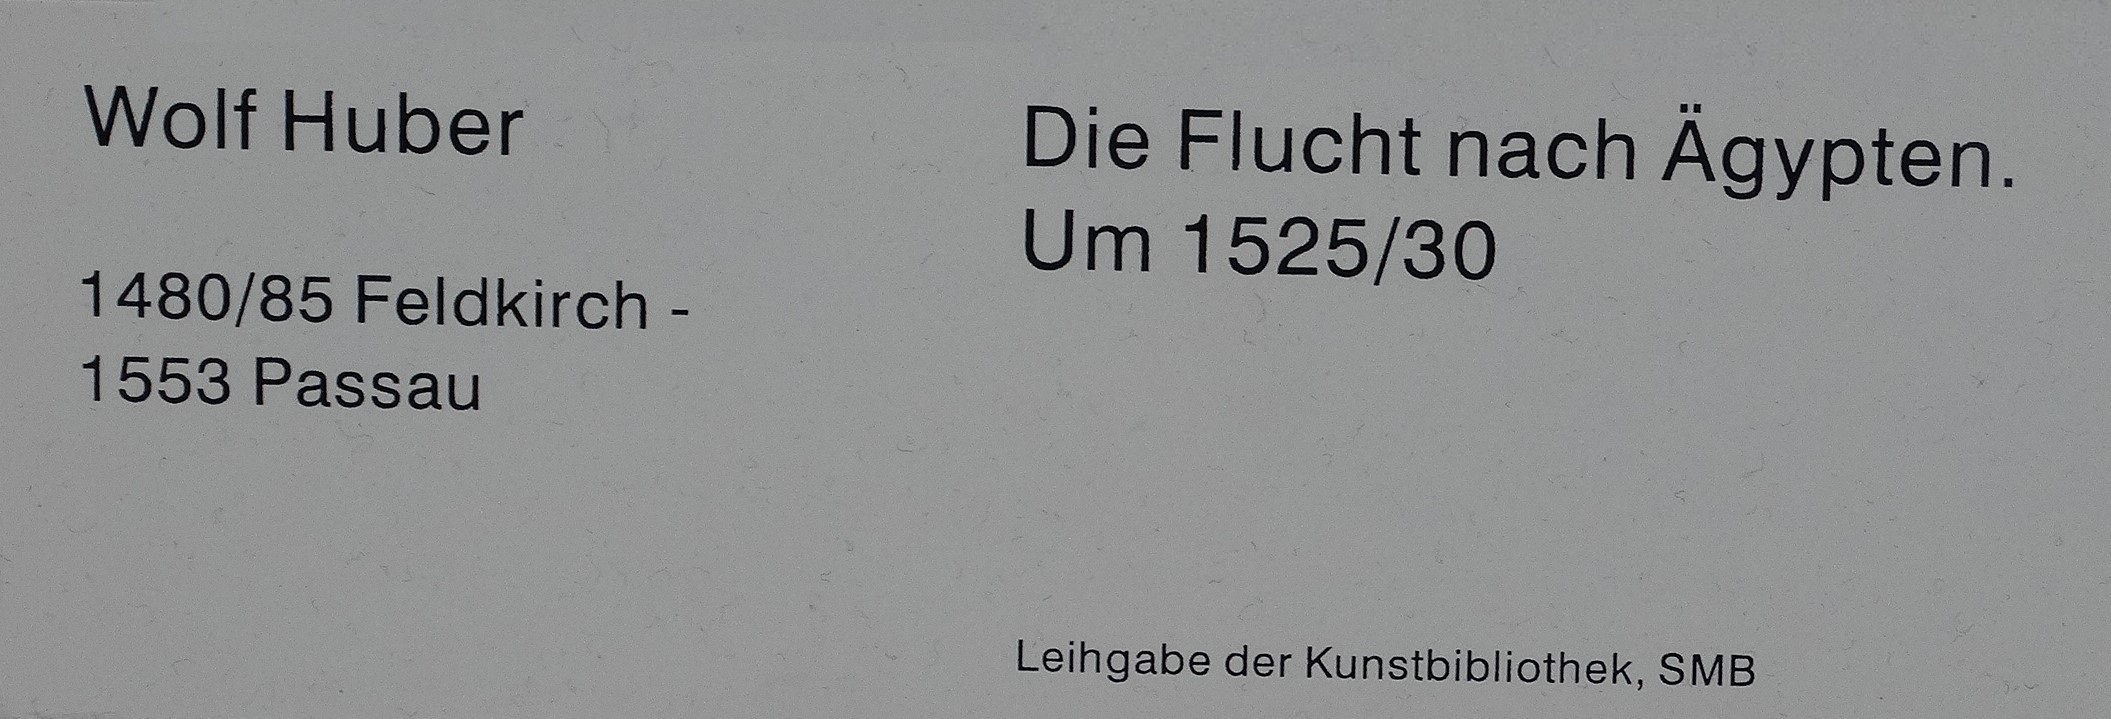 Wolf Huber
1480/85 Feldkirch -
1553 Passau
Die Flucht nach Ägypten.
Um 1525/30
Leihgabe der Kunstbibliothek, SMB